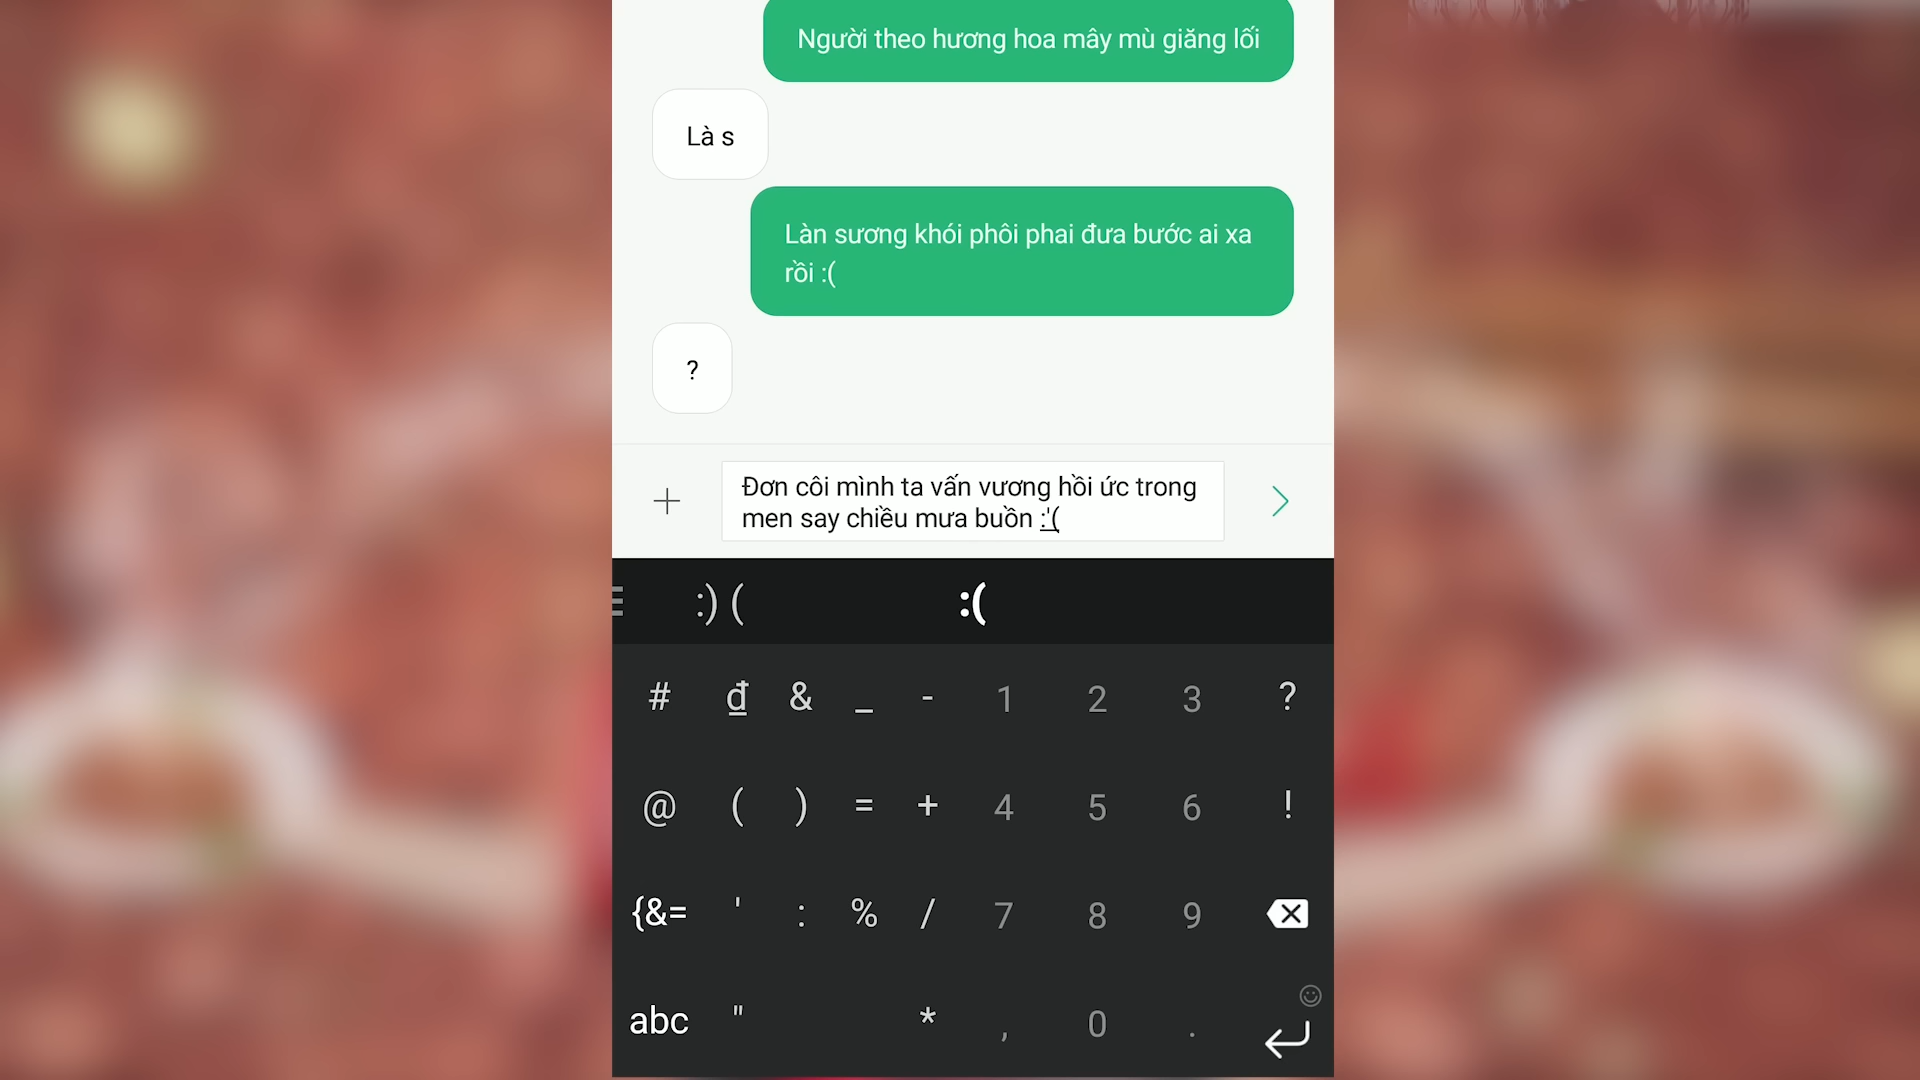 Người theo hương hoa mây mù giăng lối
Là s
Làn sương khói phôi phai đưa bước ai xa
rồi :(
?
Đơn côi mình ta vấn vương hồi ức trong
men say chiều mưa buồn :'(
:) ( :(
# ₫ & _ - 1 2 3 ?
@ ( ) = + 4 5 6 !
{&= ' : % / 7 8 9
abc " * , 0 .